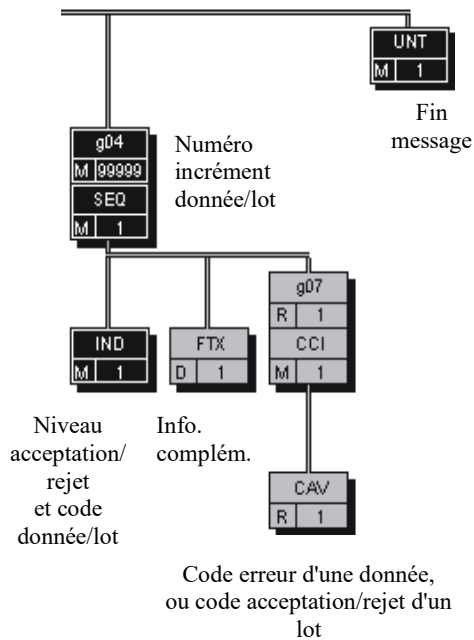 UNT
M 1
Fin
message
g04
M 99999
SEQ
M 1
Numéro
incrément
donnée/lot
IND
M 1
FTX
D 1
g07
R 1
CCI
M 1
Niveau
acceptation/
rejet
et code
donnée/lot
Info.
complém.
CAV
R 1
Code erreur d'une donnée,
ou code acceptation/rejet d'un
lot